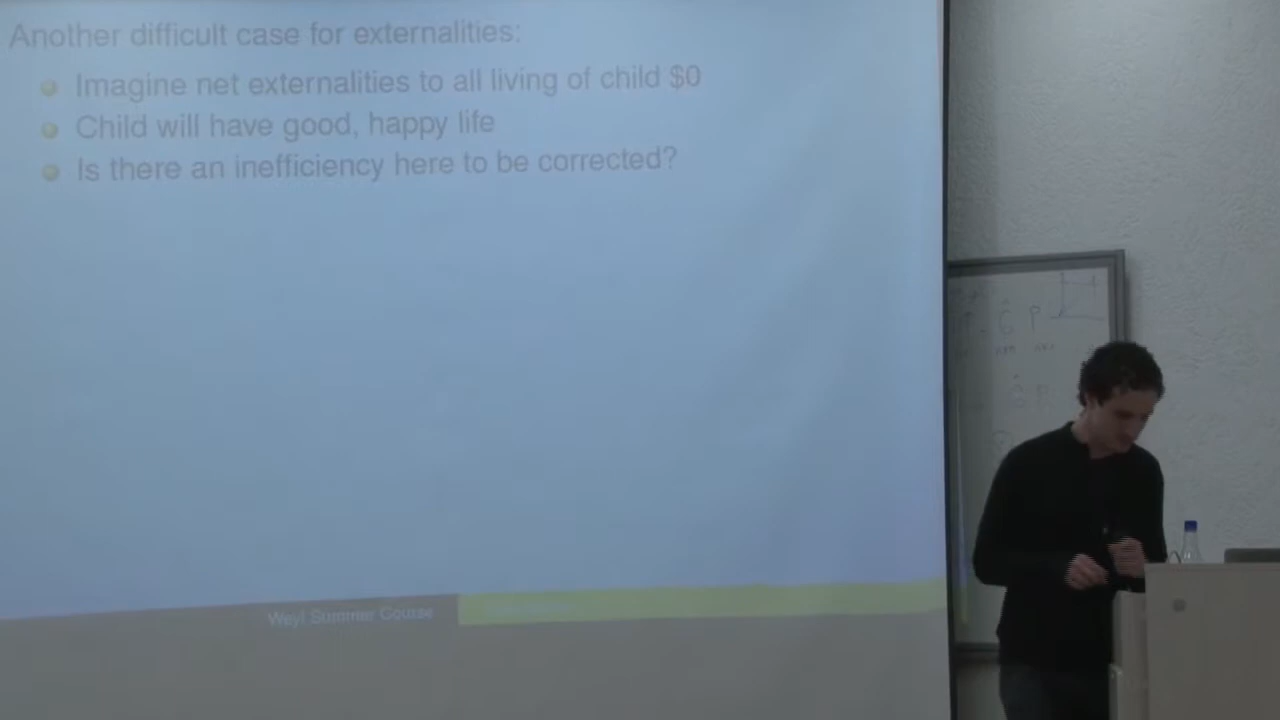 Another difficult case for externalities:
Imagine net externalities to all living of child $0
Child will have good, happy life
Is there an inefficiency here to be corrected?
Weyl Summer Course